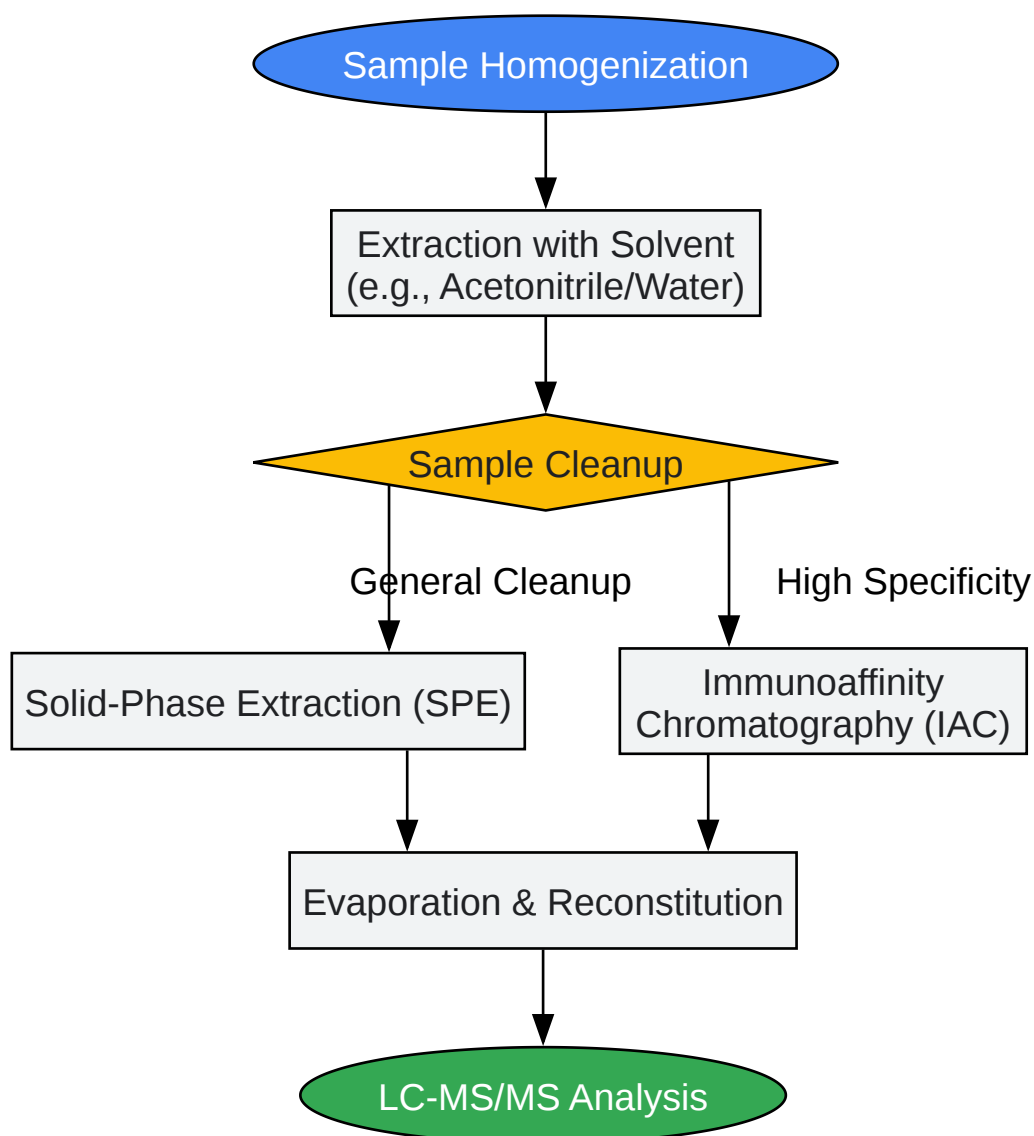 Sample Homogenization
Extraction with Solvent
(e.g., Acetonitrile/Water)
Sample Cleanup
General Cleanup
High Specificity
Solid-Phase Extraction (SPE)
Immunoaffinity
Chromatography (IAC)
Evaporation & Reconstitution
LC-MS/MS Analysis